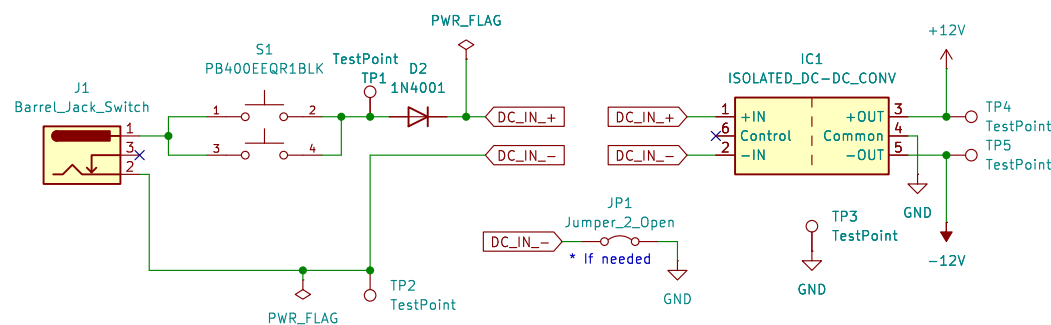 PWR_FLAG
S1
PB400EEQR1BLK
TestPoint
TP1
D2
1N4001
J1
Barrel_Jack_Switch
1
3
2
1
2
3
4
DC_IN_+
DC_IN_-
TP2
TestPoint
PWR_FLAG
IC1
ISOLATED_DC-DC_CONV
DC_IN_+
DC_IN_-
1
6
2
+IN
Control
-IN
+OUT
Common
-OUT
3
4
5
+12V
TP4
TestPoint
TP5
TestPoint
GND
-12V
JP1
Jumper_2_Open
DC_IN_-
* If needed
GND
TP3
TestPoint
GND